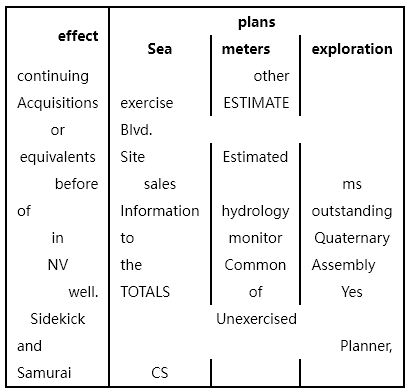 plans
effect
Sea meters exploration
continuing other
Acquisitions exercise ESTIMATE
or Blvd.
equivalents Site Estimated
before sales ms
of Information hydrology outstanding
in to monitor Quaternary
NV the Common Assembly
well. TOTALS of Yes
Sidekick Unexercised
and Planner,
Samurai CS